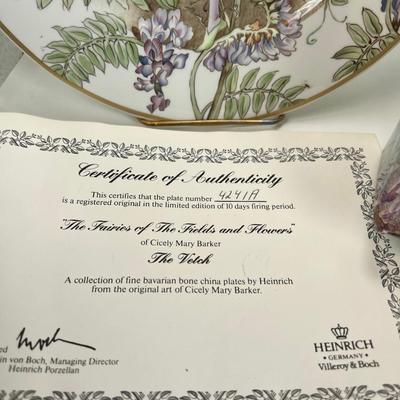 Certificate of Authenticity
This certifies that the plate number 4241A
is a registered original in the limited edition of 10 days firing period.
"The Fairies of The Fields and Flowers"
of Cicely Mary Barker
The Vetch
A collection of fine bavarian bone china plates by Heinrich
from the original art of Cicely Mary Barker.
in von Boch, Managing Director
Heinrich Porzellan
HEINRICH
GERMANY
Villeroy & Boch